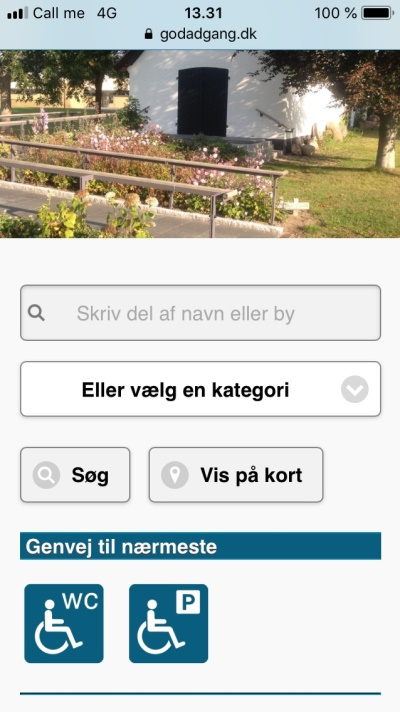 Call me 4G 13.31 100 %
godadgang.dk
Skriv del af navn eller by
Eller vælg en kategori
Søg Vis på kort
Genvej til nærmeste
WC P